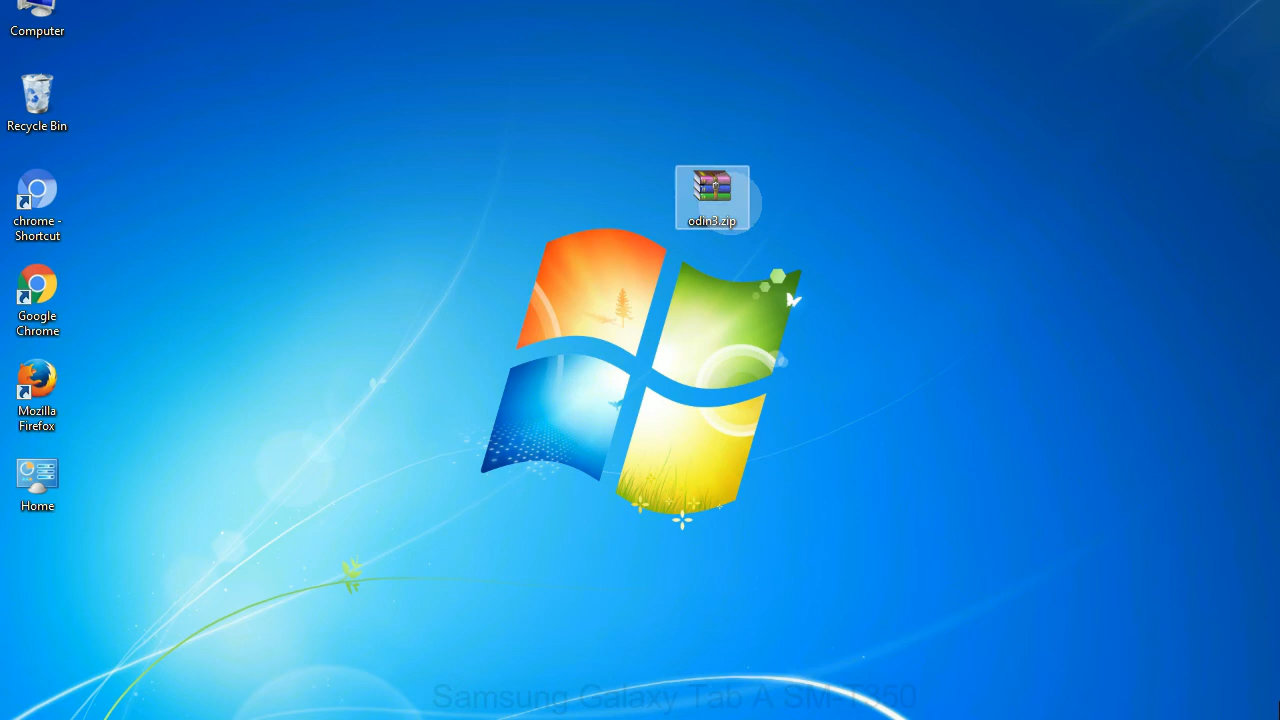 Computer
Recycle Bin
chrome -
Shortcut
Google
Chrome
Mozilla
Firefox
Home
odin3.zip
Samsung Galaxy Tab A SM-T350